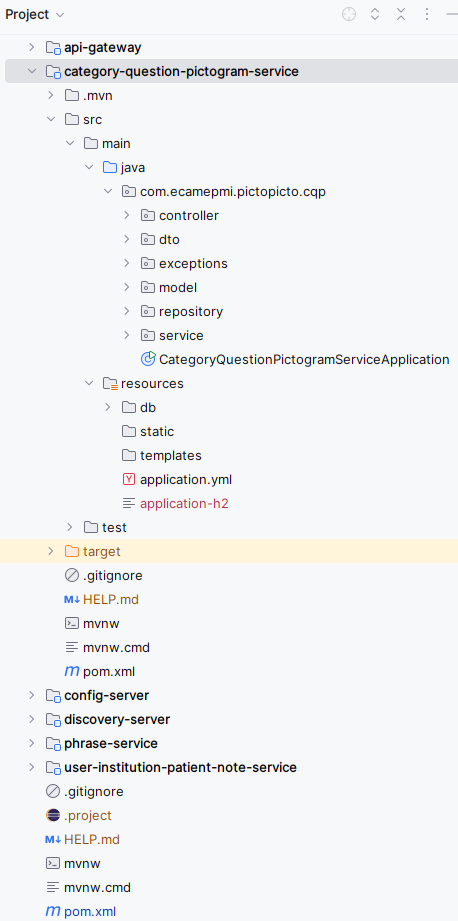 Project
api-gateway
category-question-pictogram-service
.mvn
src
main
java
com.ecamepmi.pictopicto.cqp
controller
dto
exceptions
model
repository
service
CategoryQuestionPictogramServiceApplication
resources
db
static
templates
Y application.yml
application-h2
test
target
.gitignore
M↓ HELP.md
mvnw
mvnw.cmd
m pom.xml
config-server
discovery-server
phrase-service
user-institution-patient-note-service
.gitignore
.project
M↓ HELP.md
mvnw
mvnw.cmd
m pom.xml